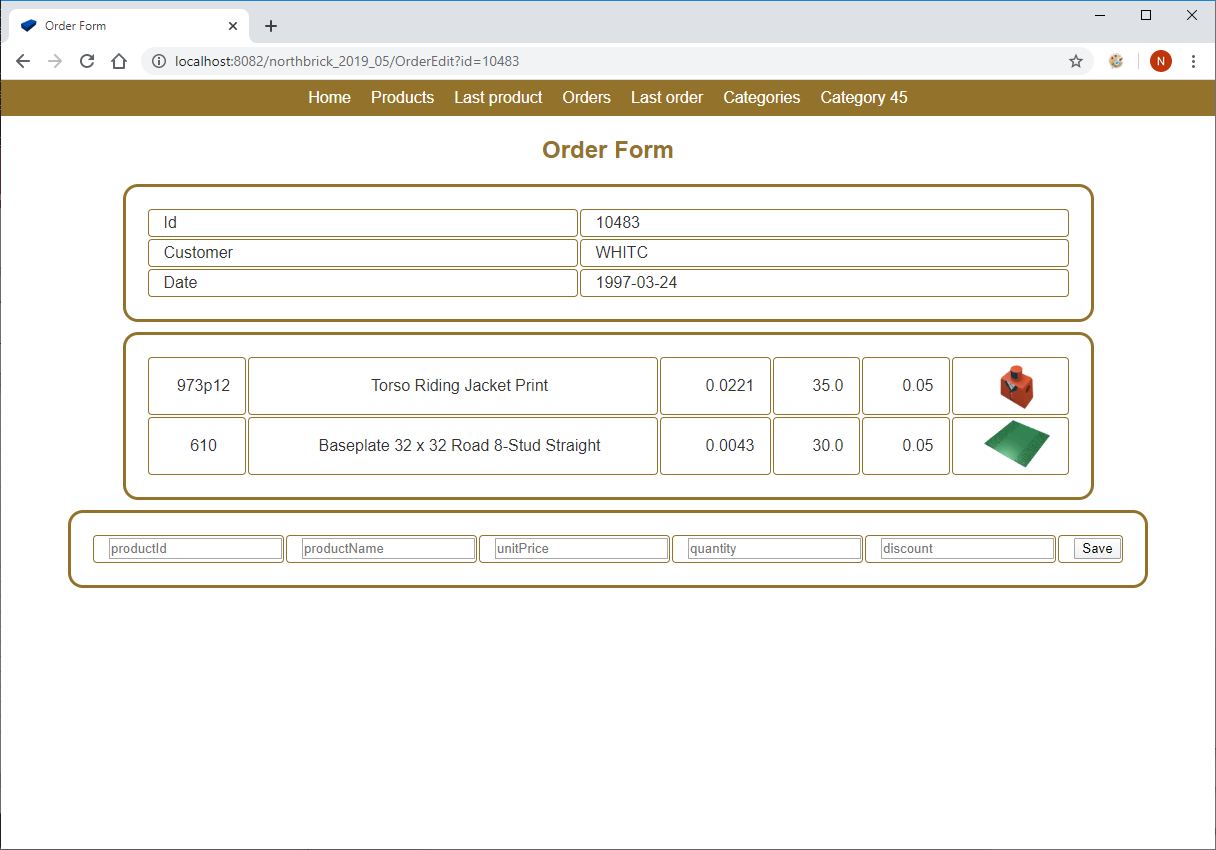 Order Form
localhost:8082/northbrick_2019_05/OrderEdit?id=10483
N
Home Products Last product Orders Last order Categories Category 45
Order Form
Id 10483
Customer WHITC
Date 1997-03-24
973p12 Torso Riding Jacket Print 0.0221 35.0 0.05
610 Baseplate 32 x 32 Road 8-Stud Straight 0.0043 30.0 0.05
productId productName unitPrice quantity discount Save